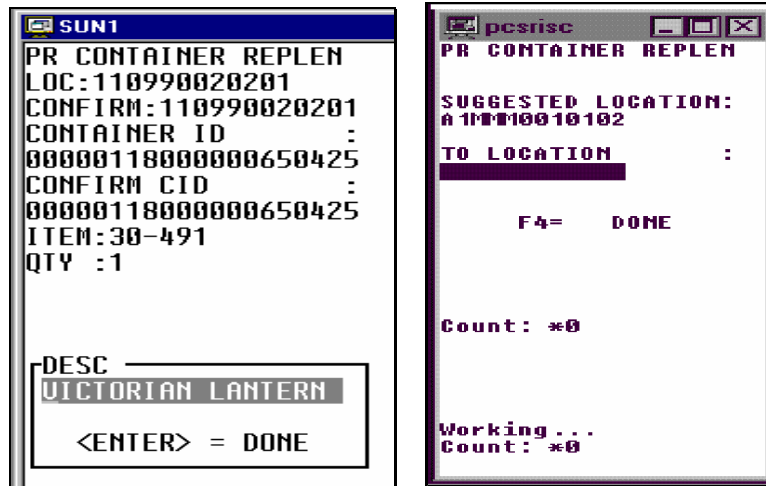 SUN1
PR CONTAINER REPLEN
LOC:110990020201
CONFIRM:110990020201
CONTAINER ID :
00000118000000650425
CONFIRM CID :
00000118000000650425
ITEM:30-491
QTY :1
DESC
VICTORIAN LANTERN
<ENTER> = DONE
pcsrisc
PR CONTAINER REPLEN
SUGGESTED LOCATION:
A1MMM10010102
TO LOCATION :
F4= DONE
Count: *0
Working...
Count: *0